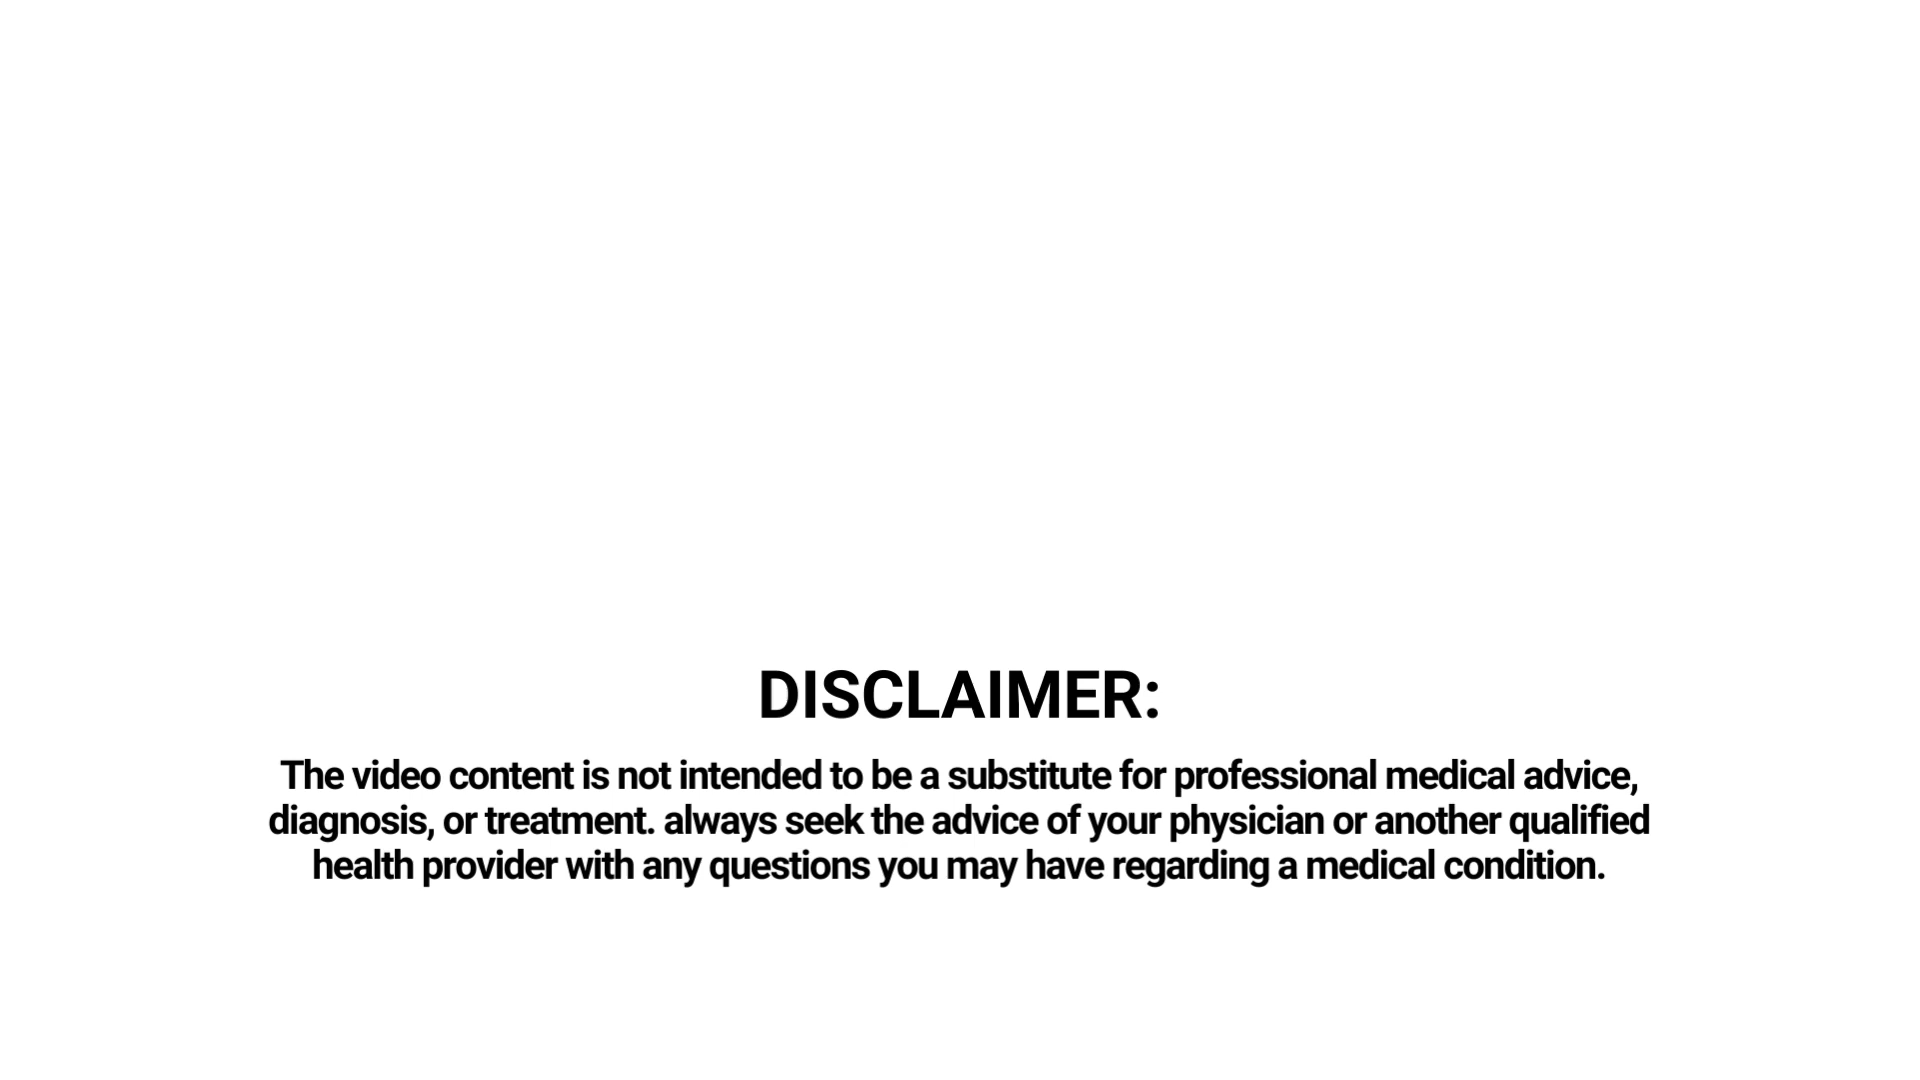 DISCLAIMER:
The video content is not intended to be a substitute for professional medical advice,
diagnosis, or treatment. always seek the advice of your physician or another qualified
health provider with any questions you may have regarding a medical condition.